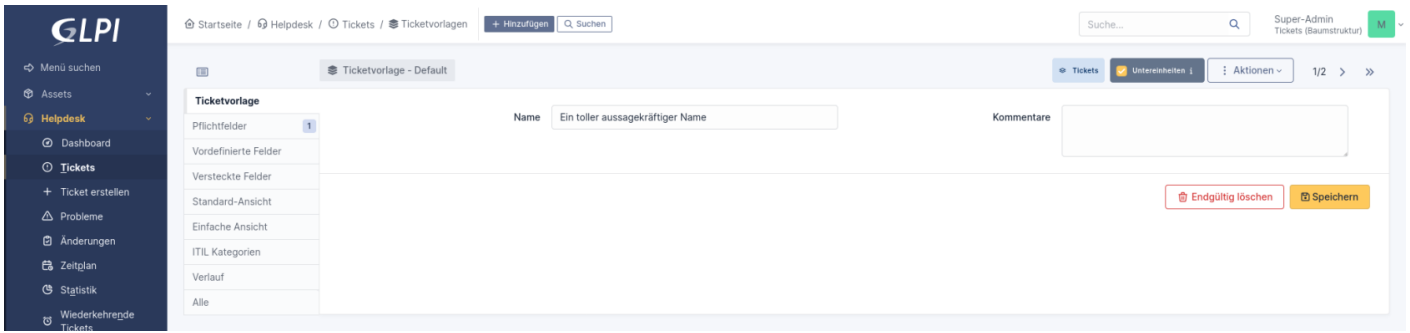 GLPI
Startseite / Helpdesk / Tickets / Ticketvorlagen + Hinzufügen Suchen
Suche...
Super-Admin
Tickets (Baumstruktur)
M
Menü suchen
Assets
Helpdesk
Dashboard
Tickets
+ Ticket erstellen
Probleme
Änderungen
Zeitplan
Statistik
Wiederkehrende
Tickets
Ticketvorlage - Default
Tickets
Untereinheiten i
Aktionen
1/2
Ticketvorlage
Pflichtfelder 1
Vordefinierte Felder
Versteckte Felder
Standard-Ansicht
Einfache Ansicht
ITIL Kategorien
Verlauf
Alle
Name Ein toller aussagekräftiger Name
Kommentare
Endgültig löschen
Speichern